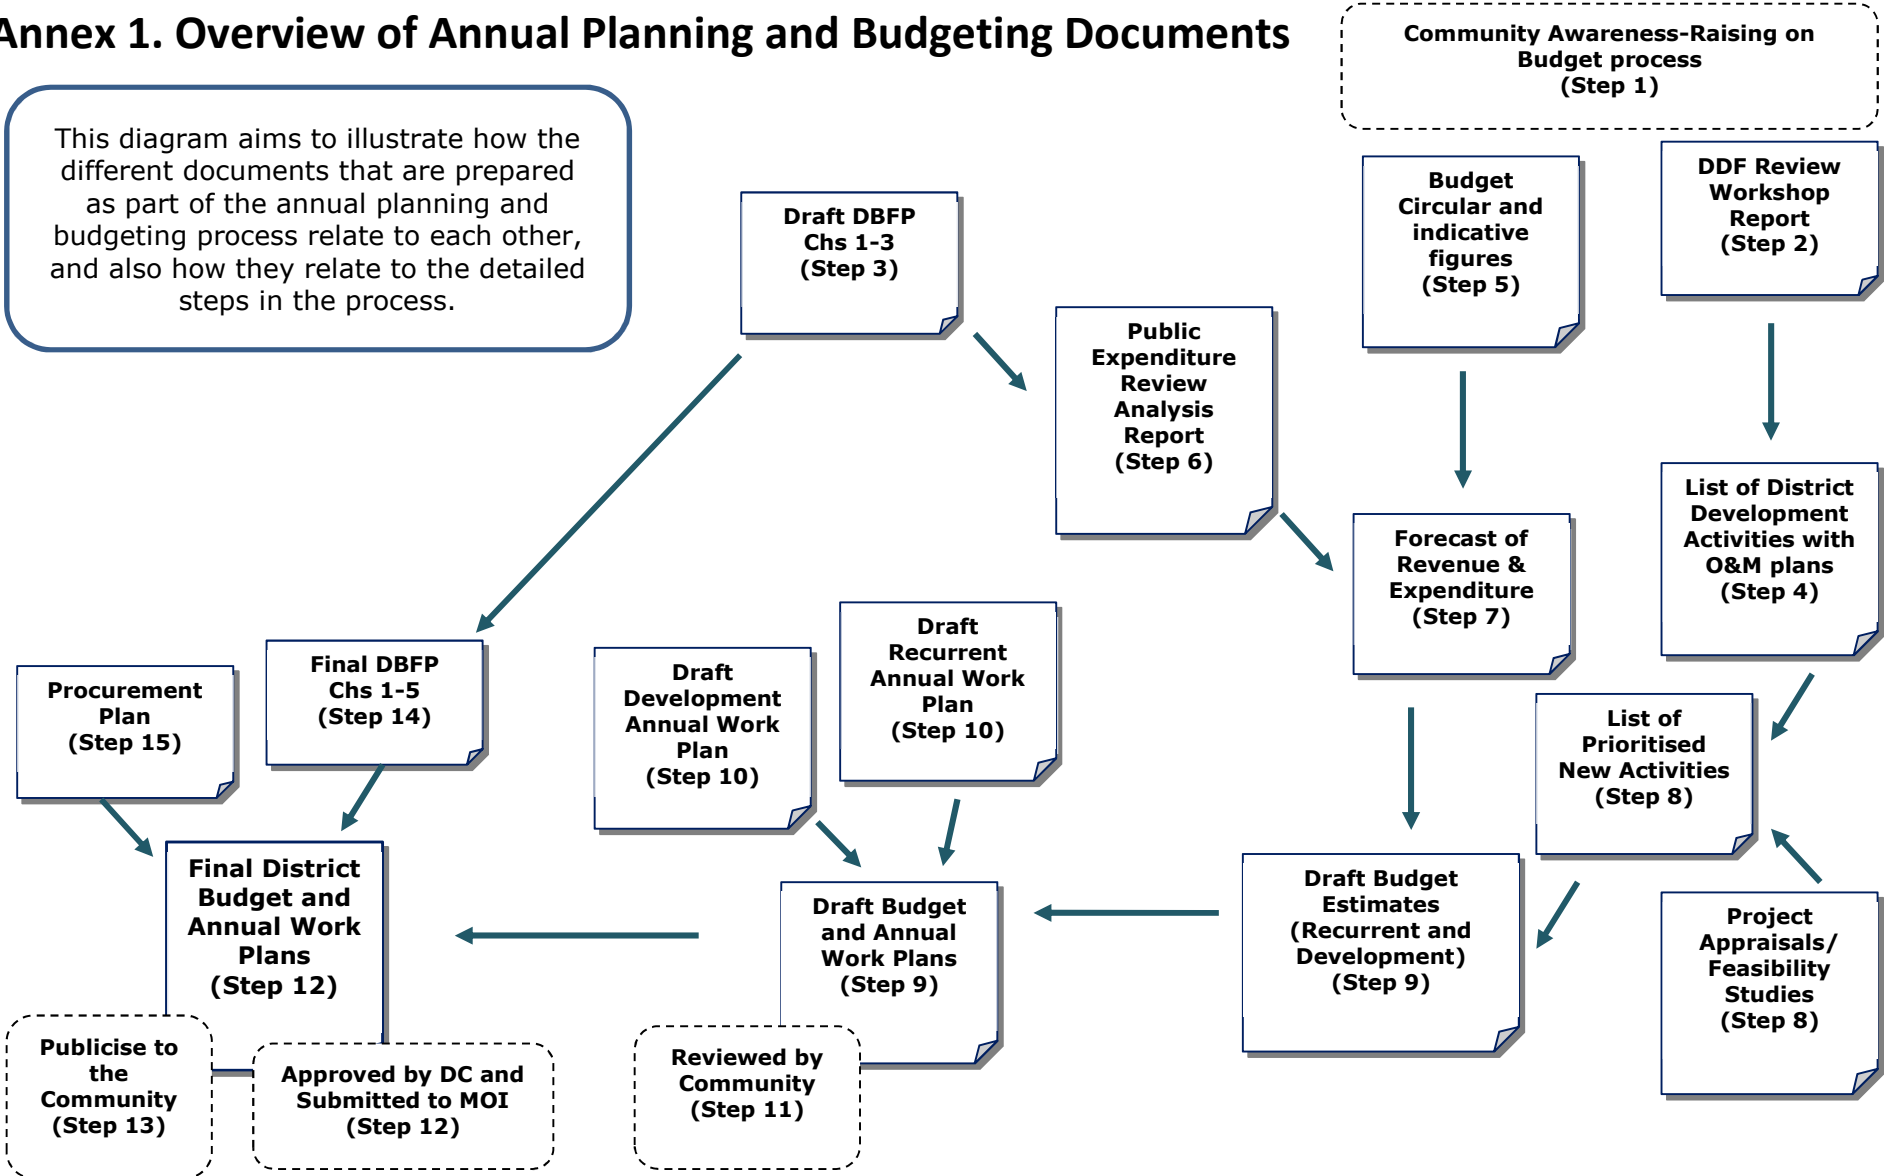 Annex 1. Overview of Annual Planning and Budgeting Documents
Community Awareness-Raising on
Budget process
(Step 1)
This diagram aims to illustrate how the
different documents that are prepared
as part of the annual planning and
budgeting process relate to each other,
and also how they relate to the detailed
steps in the process.
Draft DBFP
Chs 1-3
(Step 3)
Budget
Circular and
indicative
figures
(Step 5)
DDF Review
Workshop
Report
(Step 2)
Public
Expenditure
Review
Analysis
Report
(Step 6)
List of District
Development
Activities with
O&M plans
(Step 4)
Forecast of
Revenue &
Expenditure
(Step 7)
Procurement
Plan
(Step 15)
Final DBFP
Chs 1-5
(Step 14)
Draft
Development
Annual Work
Plan
(Step 10)
Draft
Recurrent
Annual Work
Plan
(Step 10)
List of
Prioritised
New Activities
(Step 8)
Final District
Budget and
Annual Work
Plans
(Step 12)
Draft Budget
and Annual
Work Plans
(Step 9)
Draft Budget
Estimates
(Recurrent and
Development)
(Step 9)
Project
Appraisals/
Feasibility
Studies
(Step 8)
Publicise to
the
Community
(Step 13)
Approved by DC and
Submitted to MOI
(Step 12)
Reviewed by
Community
(Step 11)